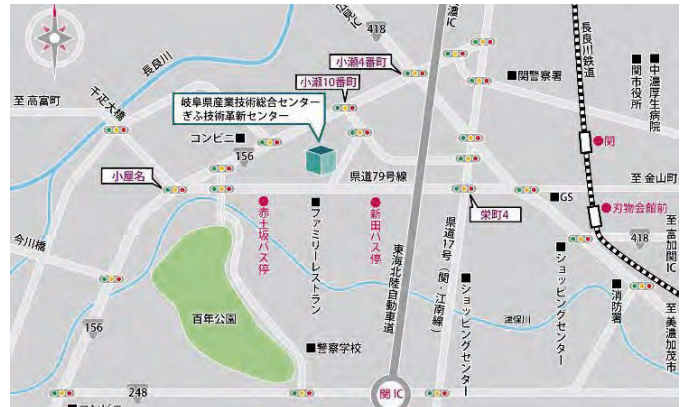 418
美濃IC
長良川鉄道
小瀬4番町
長良川
関警察署
関市役所
中濃厚生病院
至 高富町
千疋大橋
小瀬10番町
岐阜県産業技術総合センター
ぎふ技術革新センター
コンビニ
156
関
小屋名
県道79号線
至 金山町
赤土坂バス停
ファミリーレストラン
新田バス停
栄町4
GS
刃物会館前
418
至 富加関IC
今川橋
東海北陸自動車道
県道17号(関・江南線)
ショッピングセンター
ショッピングセンター
消防署
津保川
至 美濃加茂市
百年公園
156
警察学校
248
関IC
コンビニ